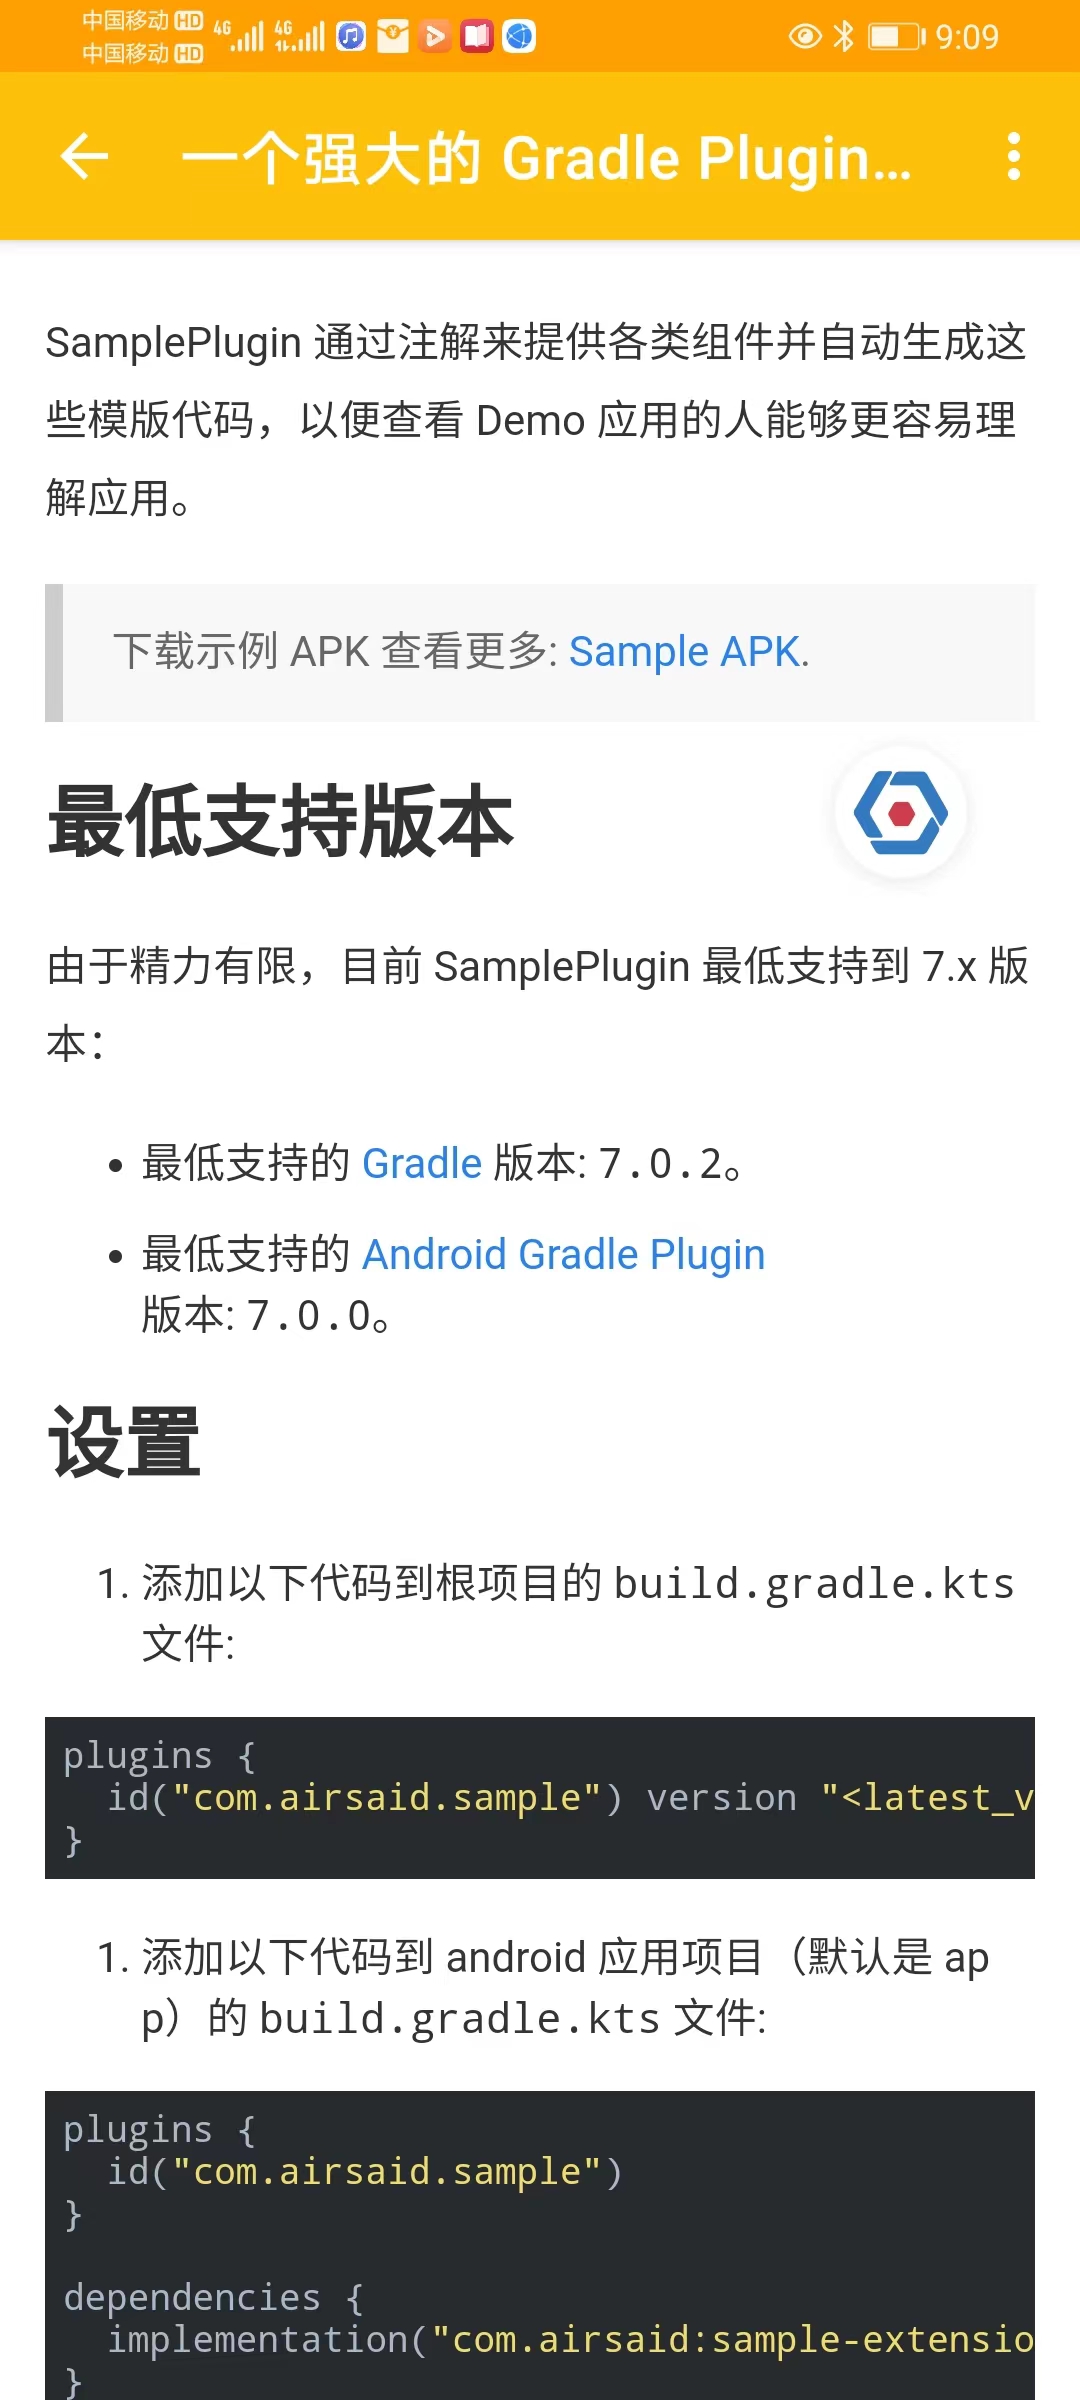 中国移动 HD
中国移动 HD
4G
4G
9:09
一个强大的 Gradle Plugin...
SamplePlugin 通过注解来提供各类组件并自动生成这
些模版代码，以便查看 Demo 应用的人能够更容易理
解应用。
下载示例 APK 查看更多: Sample APK.
最低支持版本
由于精力有限，目前 SamplePlugin 最低支持到 7.x 版
本：
• 最低支持的 Gradle 版本: 7.0.2。
• 最低支持的 Android Gradle Plugin
版本: 7.0.0。
设置
1. 添加以下代码到根项目的 build.gradle.kts
文件:
plugins {
  id("com.airsaid.sample") version "<latest_v
}
1. 添加以下代码到 android 应用项目（默认是 ap
p）的 build.gradle.kts 文件:
plugins {
  id("com.airsaid.sample")
}
dependencies {
  implementation("com.airsaid:sample-extensio
}